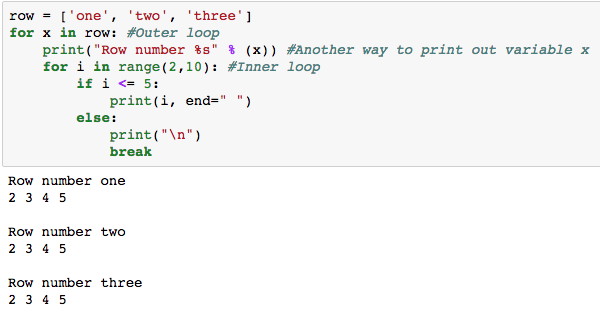 row = ['one', 'two', 'three']
for x in row: #Outer loop
    print("Row number %s" % (x)) #Another way to print out variable x
    for i in range(2,10): #Inner loop
        if i <= 5:
            print(i, end=" ")
        else:
            print("\n")
            break
Row number one
2 3 4 5

Row number two
2 3 4 5

Row number three
2 3 4 5